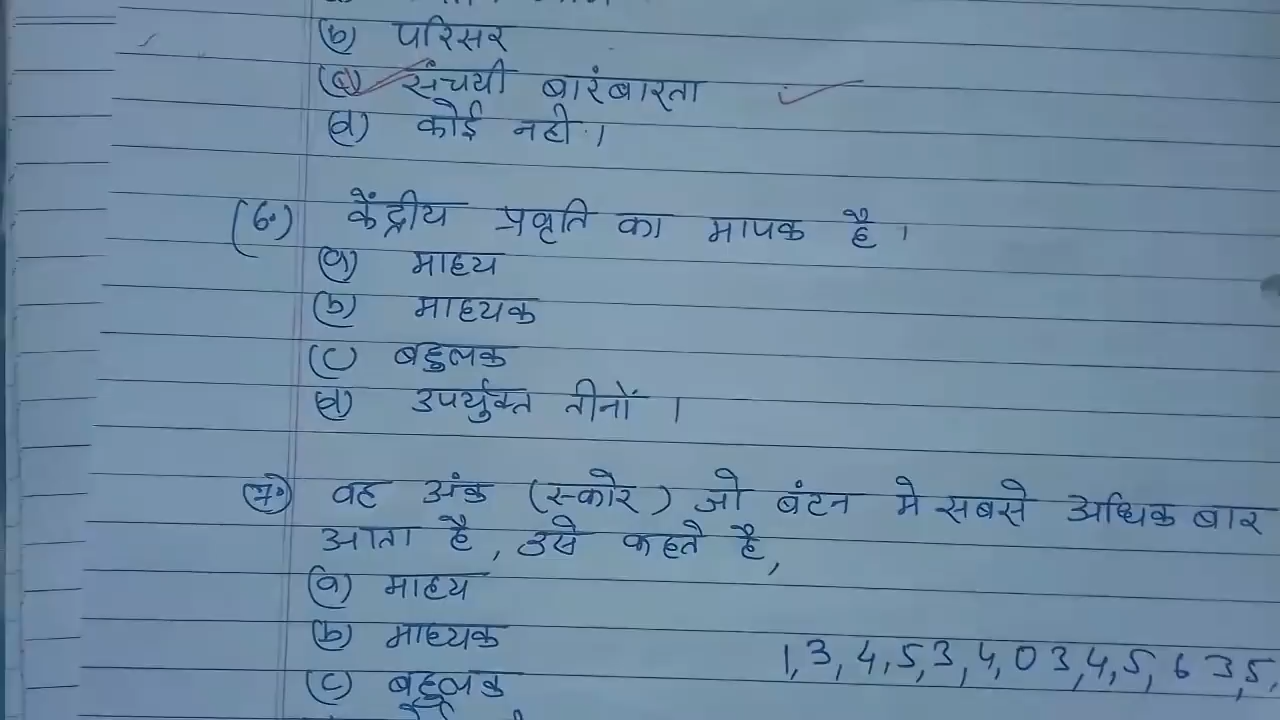 (b) परिसर
(c) संचयी बारंबारता
(d) कोई नही।
(6.) केंद्रीय प्रवृति का मापक है।
(a) माध्य
(b) माध्यक
(c) बहुलक
(d) उपर्युक्त तीनों।
(7.) वह अंक (स्कोर) जो बंटन मे सबसे अधिक बार
आता है, उसे कहते है,
(a) माध्य
(b) माध्यक
1,3,4,5,3,4,0 3,4,5, 6 3,5,
(c) बहुलक